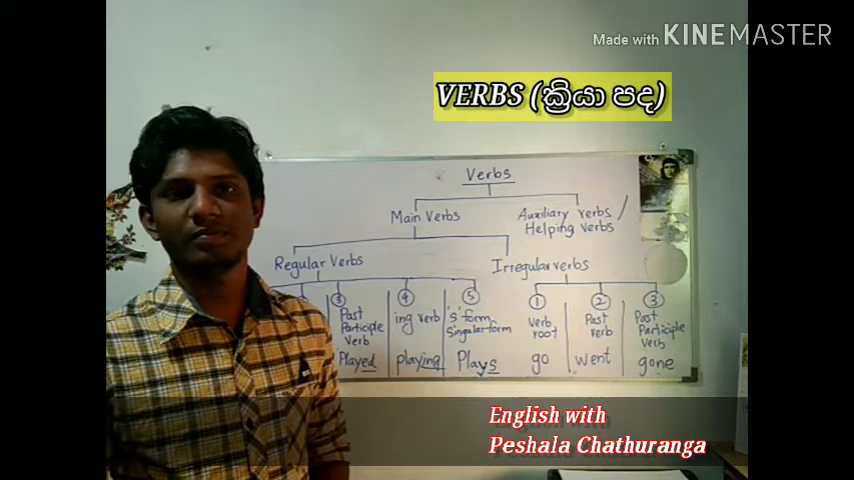 Made with KINEMASTER
VERBS (ක්‍රියා පද)
Verbs
Main Verbs
Auxiliary verbs /
Helping verbs
Regular Verbs
Irregular verbs
③ ④ ⑤ ① ② ③
Past
Participle
verb
Played
ing verb
playing
's' form
Singular form
Plays
Verb
root
go
Past
verb
went
Past
Participle
Verb
gone
English with
Peshala Chathuranga